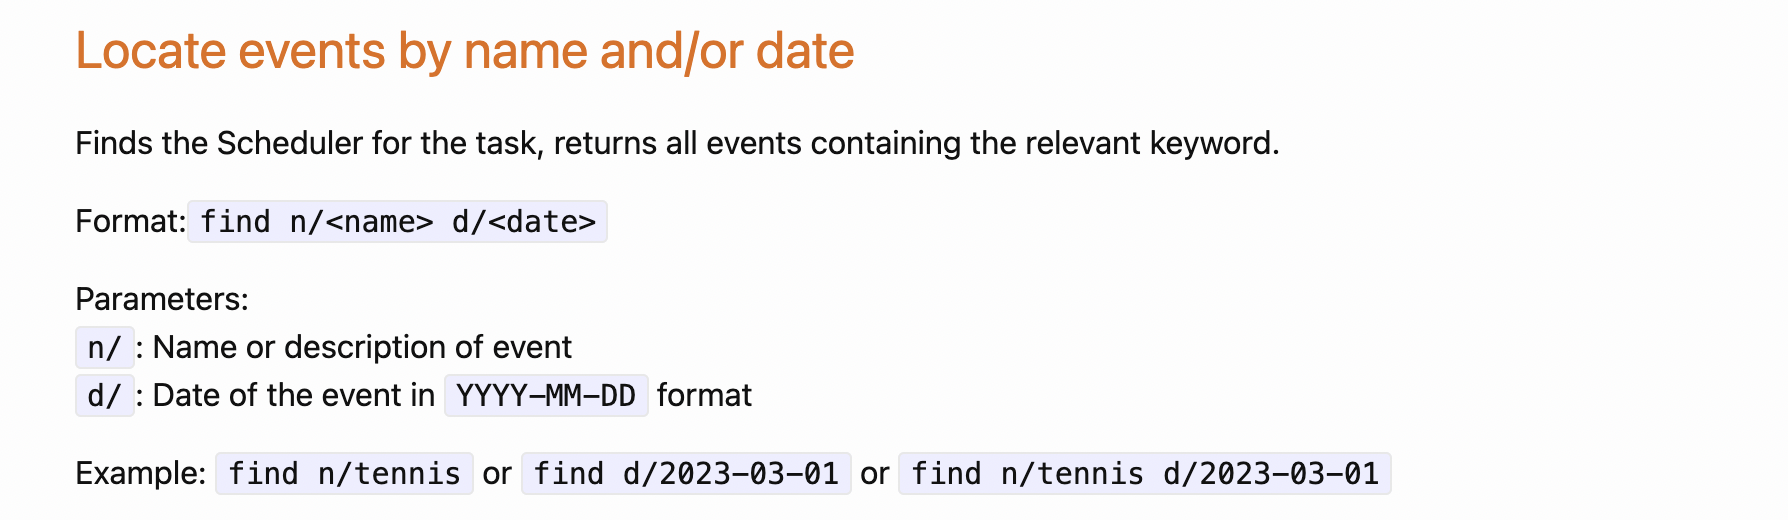 Locate events by name and/or date
Finds the Scheduler for the task, returns all events containing the relevant keyword.
Format: find n/<name> d/<date>
Parameters:
n/ : Name or description of event
d/ : Date of the event in YYYY-MM-DD format
Example: find n/tennis or find d/2023-03-01 or find n/tennis d/2023-03-01